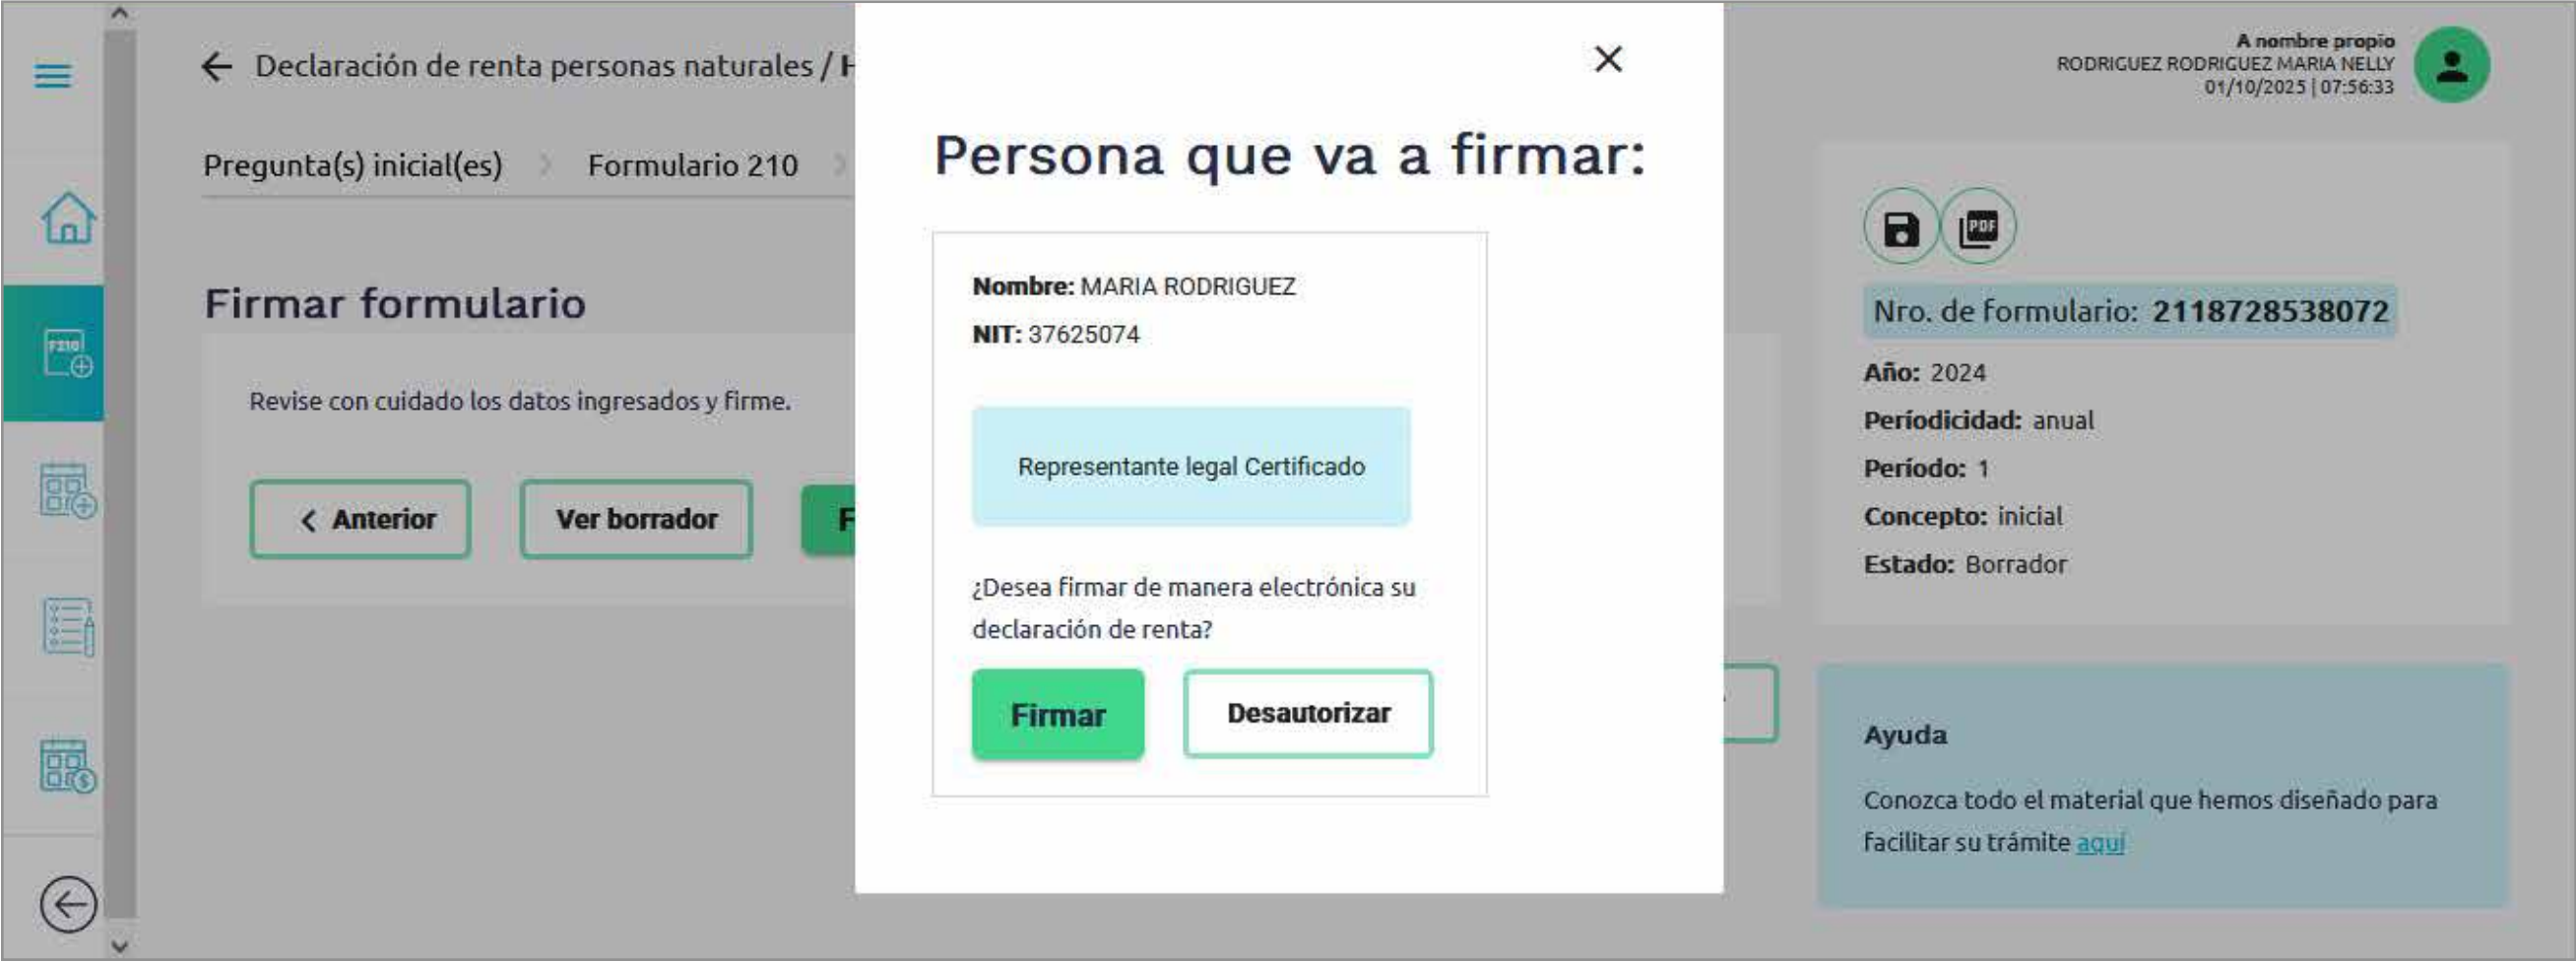 Declaración de renta personas naturales /
A nombre propio
RODRIGUEZ RODRIGUEZ MARIA NELLY
01/10/2025 | 07:56:33
Pregunta(s) inicial(es)
Formulario 210
Firmar formulario
F210
Revise con cuidado los datos ingresados y firme.
Anterior
Ver borrador
Persona que va a firmar:
Nombre: MARIA RODRIGUEZ
NIT: 37625074
Representante legal Certificado
¿Desea firmar de manera electrónica su
declaración de renta?
Firmar
Desautorizar
PDF
Nro. de formulario: 2118728538072
Año: 2024
Períodicidad: anual
Período: 1
Concepto: inicial
Estado: Borrador
Ayuda
Conozca todo el material que hemos diseñado para
facilitar su trámite aquí